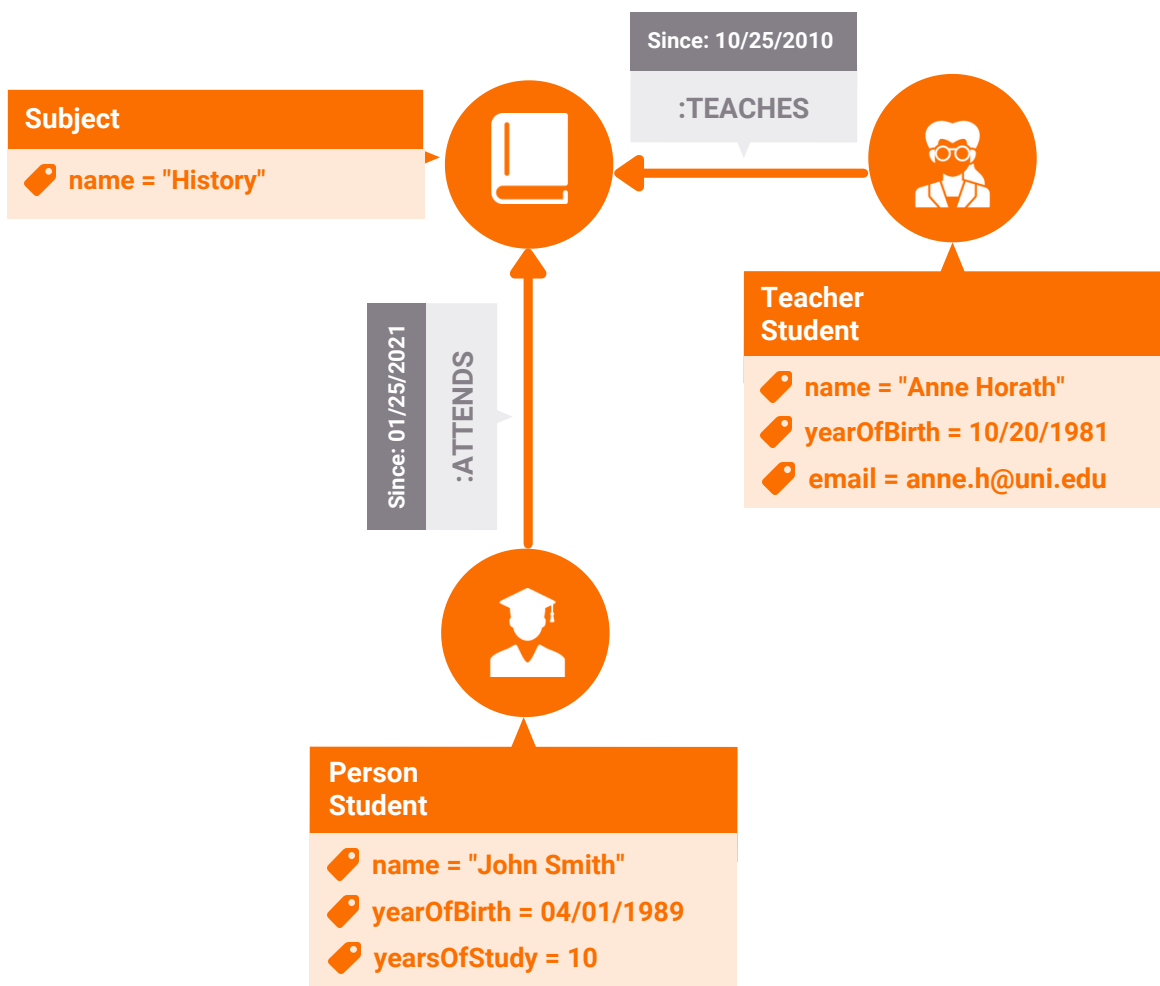 Since: 10/25/2010
:TEACHES
Subject
name = "History"
Teacher
Student
name = "Anne Horath"
yearOfBirth = 10/20/1981
email = anne.h@uni.edu
Since: 01/25/2021
:ATTENDS
Person
Student
name = "John Smith"
yearOfBirth = 04/01/1989
yearsOfStudy = 10